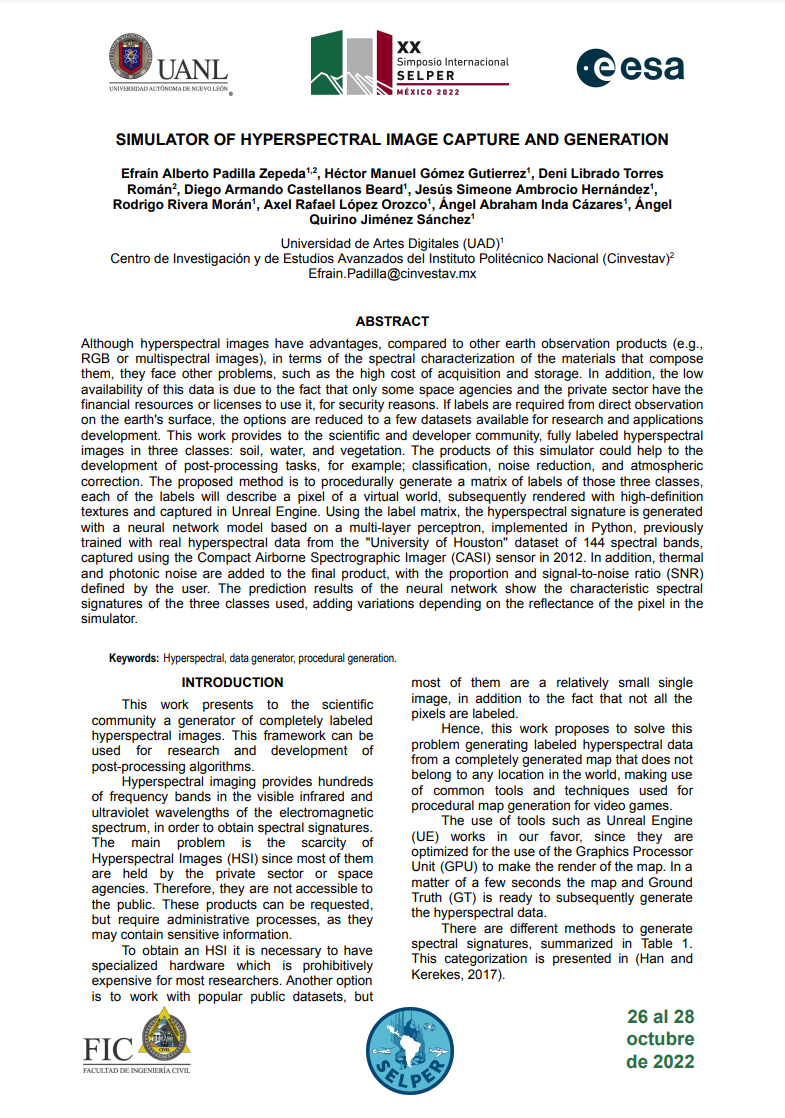 UANL
UNIVERSIDAD AUTÓNOMA DE NUEVO LEÓN
®
XX
Simposio Internacional
SELPER
MÉXICO 2022
esa
SIMULATOR OF HYPERSPECTRAL IMAGE CAPTURE AND GENERATION
Efraín Alberto Padilla Zepeda1,2, Héctor Manuel Gómez Gutierrez1, Deni Librado Torres
Román2, Diego Armando Castellanos Beard1, Jesús Simeone Ambrocio Hernández1,
Rodrigo Rivera Morán1, Axel Rafael López Orozco1, Ángel Abraham Inda Cázares1, Ángel
Quirino Jiménez Sánchez1
Universidad de Artes Digitales (UAD)1
Centro de Investigación y de Estudios Avanzados del Instituto Politécnico Nacional (Cinvestav)2
Efrain.Padilla@cinvestav.mx
ABSTRACT
Although hyperspectral images have advantages, compared to other earth observation products (e.g.,
RGB or multispectral images), in terms of the spectral characterization of the materials that compose
them, they face other problems, such as the high cost of acquisition and storage. In addition, the low
availability of this data is due to the fact that only some space agencies and the private sector have the
financial resources or licenses to use it, for security reasons. If labels are required from direct observation
on the earth's surface, the options are reduced to a few datasets available for research and applications
development. This work provides to the scientific and developer community, fully labeled hyperspectral
images in three classes: soil, water, and vegetation. The products of this simulator could help to the
development of post-processing tasks, for example; classification, noise reduction, and atmospheric
correction. The proposed method is to procedurally generate a matrix of labels of those three classes,
each of the labels will describe a pixel of a virtual world, subsequently rendered with high-definition
textures and captured in Unreal Engine. Using the label matrix, the hyperspectral signature is generated
with a neural network model based on a multi-layer perceptron, implemented in Python, previously
trained with real hyperspectral data from the "University of Houston" dataset of 144 spectral bands,
captured using the Compact Airborne Spectrographic Imager (CASI) sensor in 2012. In addition, thermal
and photonic noise are added to the final product, with the proportion and signal-to-noise ratio (SNR)
defined by the user. The prediction results of the neural network show the characteristic spectral
signatures of the three classes used, adding variations depending on the reflectance of the pixel in the
simulator.
Keywords: Hyperspectral, data generator, procedural generation.
INTRODUCTION
This work presents to the scientific
community a generator of completely labeled
hyperspectral images. This framework can be
used for research and development of
post-processing algorithms.
Hyperspectral imaging provides hundreds
of frequency bands in the visible infrared and
ultraviolet wavelengths of the electromagnetic
spectrum, in order to obtain spectral signatures.
The main problem is the scarcity of
Hyperspectral Images (HSI) since most of them
are held by the private sector or space
agencies. Therefore, they are not accessible to
the public. These products can be requested,
but require administrative processes, as they
may contain sensitive information.
To obtain an HSI it is necessary to have
specialized hardware which is prohibitively
expensive for most researchers. Another option
is to work with popular public datasets, but
most of them are a relatively small single
image, in addition to the fact that not all the
pixels are labeled.
Hence, this work proposes to solve this
problem generating labeled hyperspectral data
from a completely generated map that does not
belong to any location in the world, making use
of common tools and techniques used for
procedural map generation for video games.
The use of tools such as Unreal Engine
(UE) works in our favor, since they are
optimized for the use of the Graphics Processor
Unit (GPU) to make the render of the map. In a
matter of a few seconds the map and Ground
Truth (GT) is ready to subsequently generate
the hyperspectral data.
There are different methods to generate
spectral signatures, summarized in Table 1.
This categorization is presented in (Han and
Kerekes, 2017).
FIC
CIVIL
FACULTAD DE INGENIERÍA CIVIL
SELPER
26 al 28
octubre
de 2022